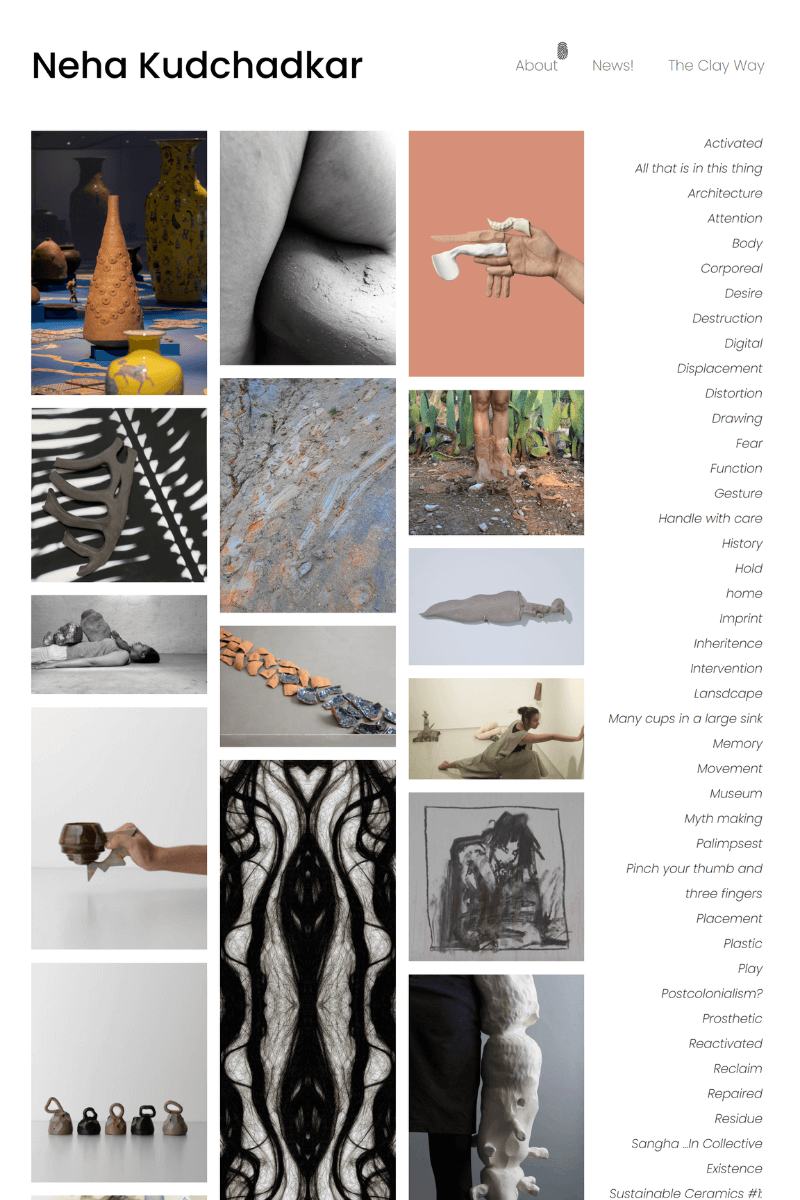 Neha Kudchadkar
About
News!
The Clay Way
Activated
All that is in this thing
Architecture
Attention
Body
Corporeal
Desire
Destruction
Digital
Displacement
Distortion
Drawing
Fear
Function
Gesture
Handle with care
History
Hold
home
Imprint
Inheritence
Intervention
Lansdcape
Many cups in a large sink
Memory
Movement
Museum
Myth making
Palimpsest
Pinch your thumb and
three fingers
Placement
Plastic
Play
Postcolonialism?
Prosthetic
Reactivated
Reclaim
Repaired
Residue
Sangha ...In Collective
Existence
Sustainable Ceramics #1: